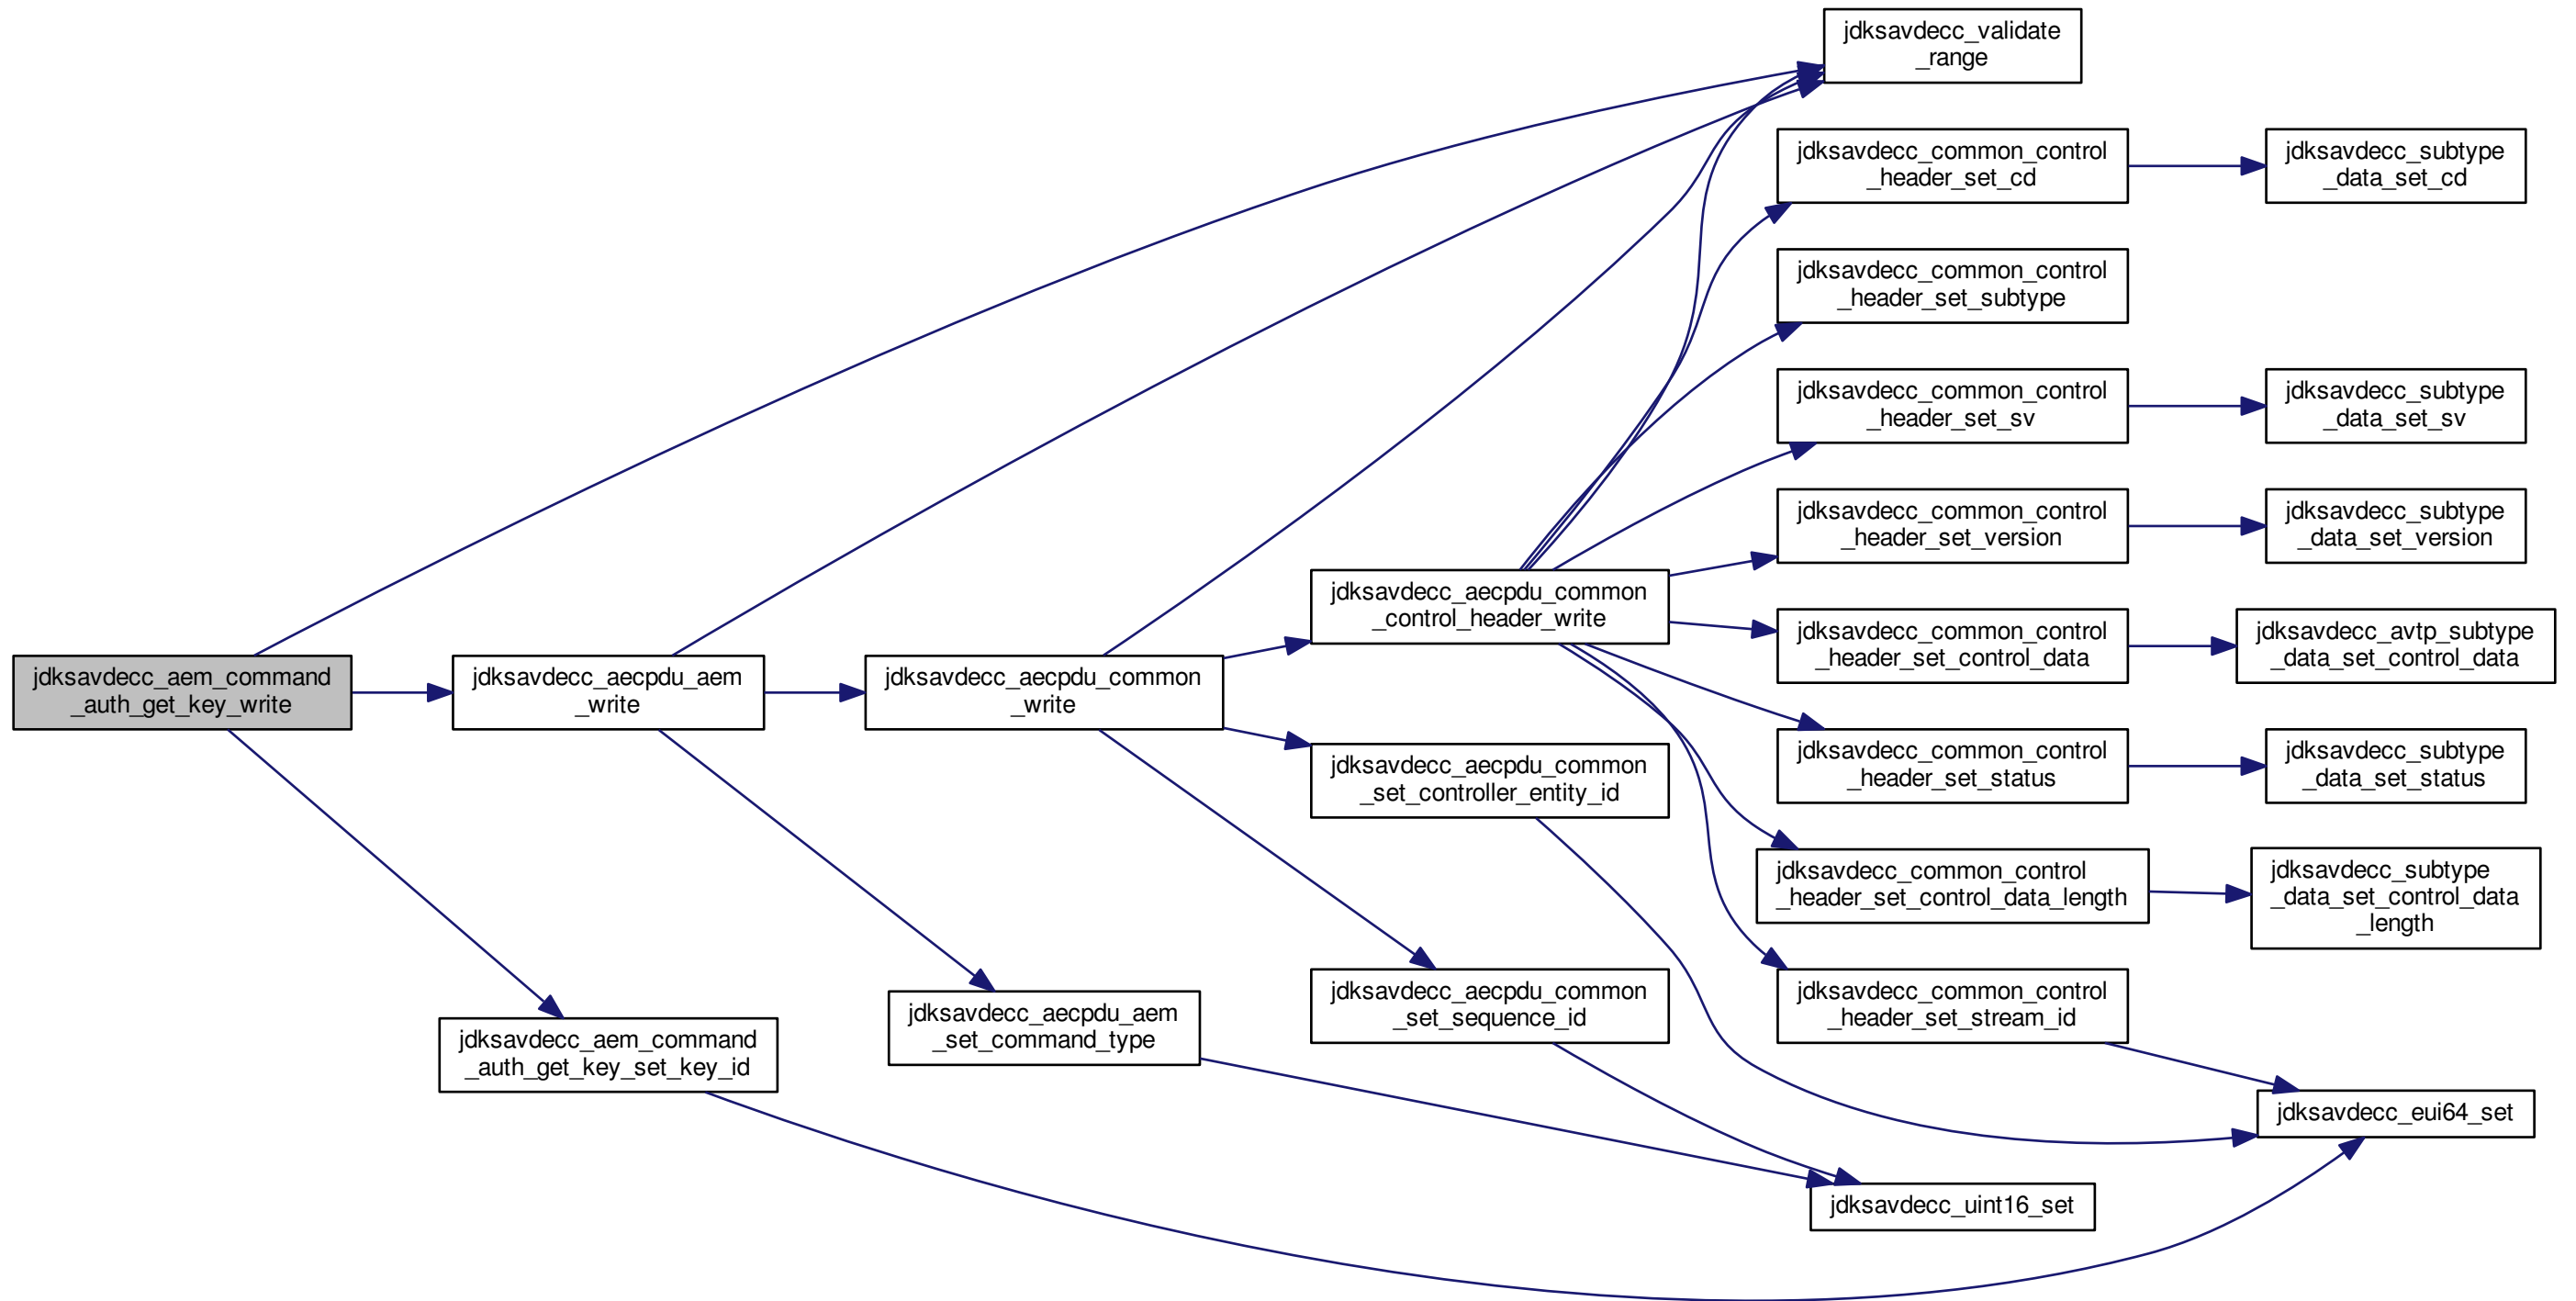 jdksavdecc_aem_command
_auth_get_key_write
jdksavdecc_aecpdu_aem
_write
jdksavdecc_aem_command
_auth_get_key_set_key_id
jdksavdecc_aecpdu_common
_write
jdksavdecc_aecpdu_aem
_set_command_type
jdksavdecc_aecpdu_common
_control_header_write
jdksavdecc_aecpdu_common
_set_controller_entity_id
jdksavdecc_aecpdu_common
_set_sequence_id
jdksavdecc_validate
_range
jdksavdecc_common_control
_header_set_cd
jdksavdecc_common_control
_header_set_subtype
jdksavdecc_common_control
_header_set_sv
jdksavdecc_common_control
_header_set_version
jdksavdecc_common_control
_header_set_control_data
jdksavdecc_common_control
_header_set_status
jdksavdecc_common_control
_header_set_control_data_length
jdksavdecc_common_control
_header_set_stream_id
jdksavdecc_uint16_set
jdksavdecc_subtype
_data_set_cd
jdksavdecc_subtype
_data_set_sv
jdksavdecc_subtype
_data_set_version
jdksavdecc_avtp_subtype
_data_set_control_data
jdksavdecc_subtype
_data_set_status
jdksavdecc_subtype
_data_set_control_data
_length
jdksavdecc_eui64_set